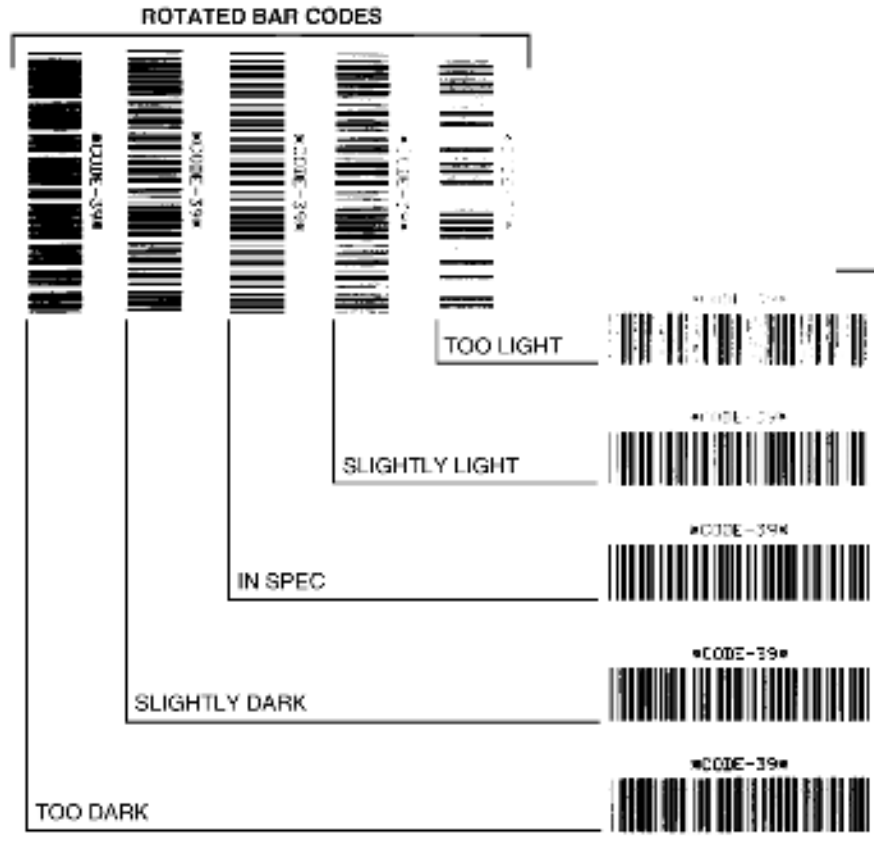 ROTATED BAR CODES
*CODE-39*
*CODE-39*
*CODE-39*
TOO LIGHT
SLIGHTLY LIGHT
*CODE-39*
IN SPEC
*CODE-39*
SLIGHTLY DARK
*CODE-39*
TOO DARK